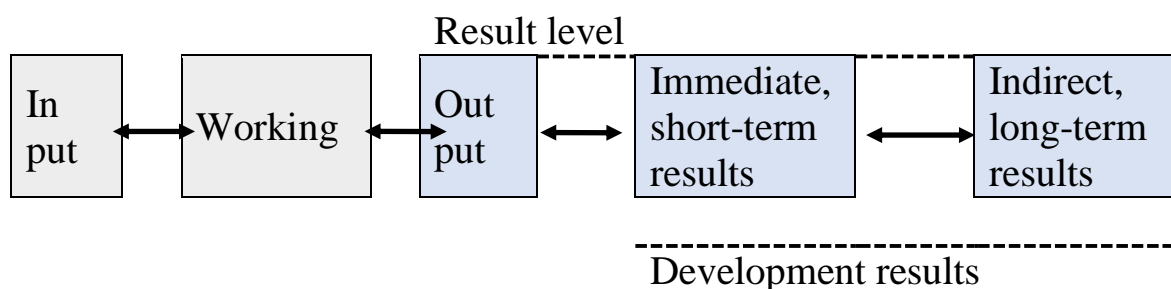 Result level
In
put
Working
Out
put
Immediate,
short-term
results
Indirect,
long-term
results
Development results